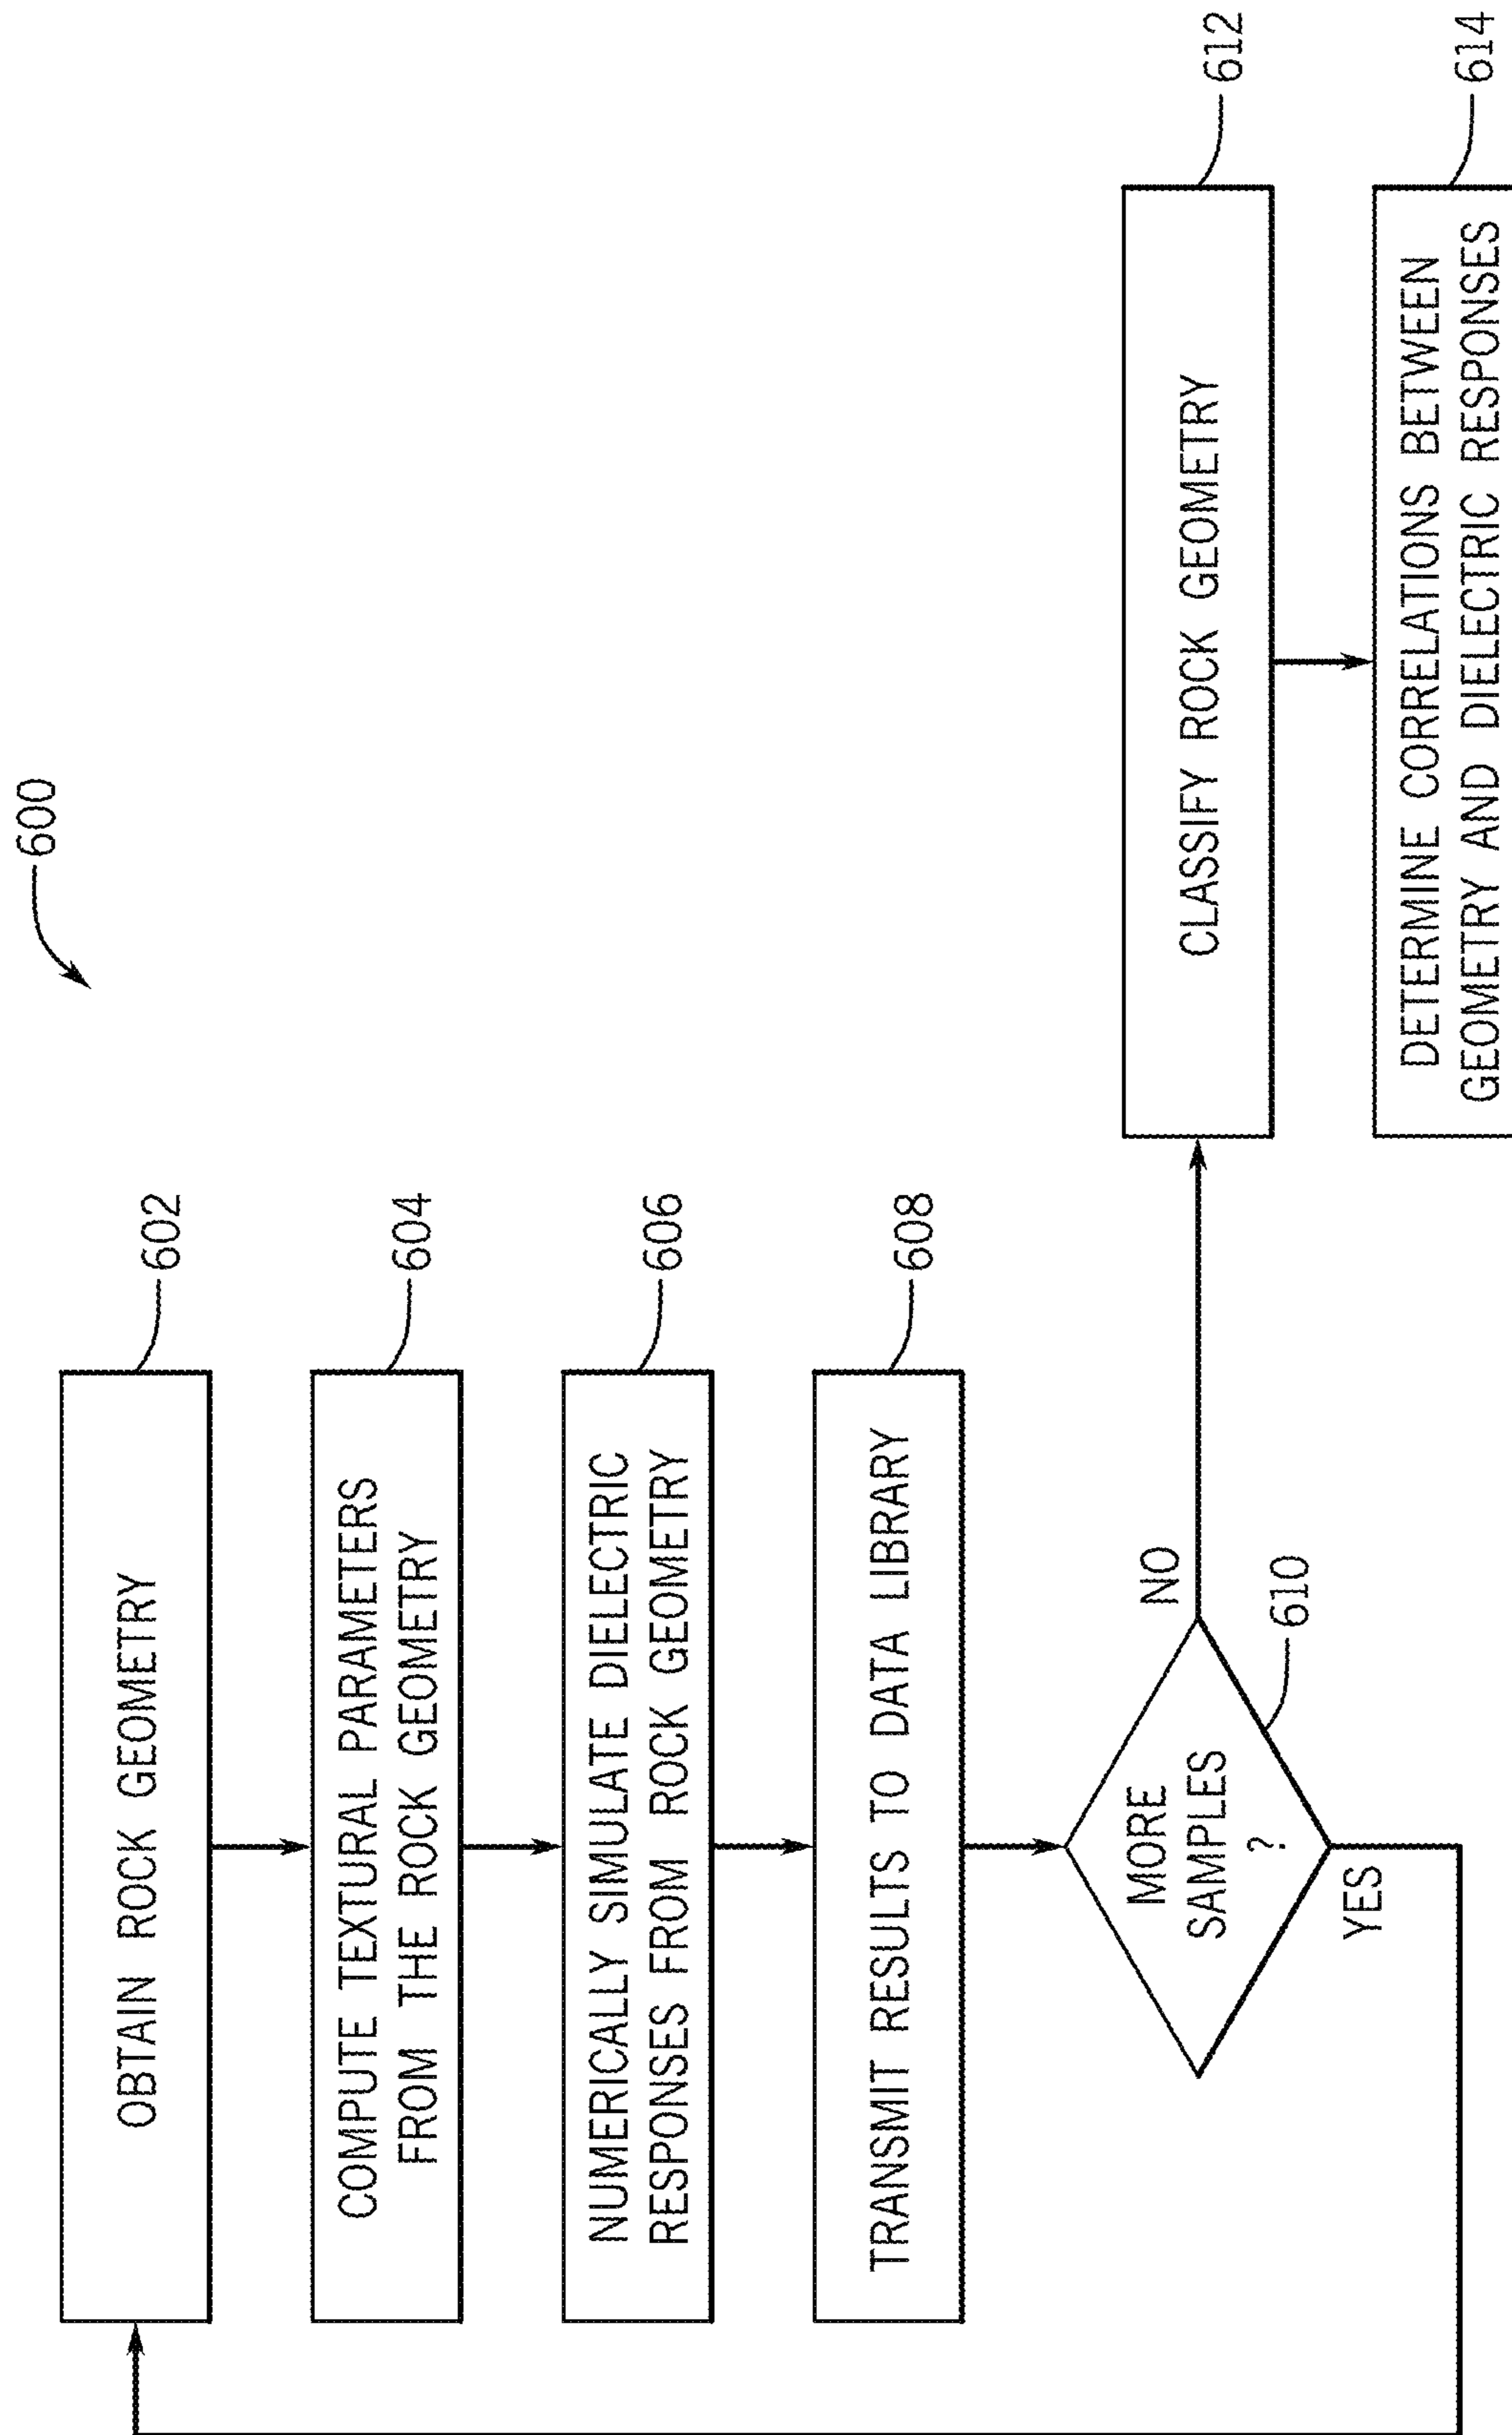 600
OBTAIN ROCK GEOMETRY
602
COMPUTE TEXTURAL PARAMETERS
FROM THE ROCK GEOMETRY
604
NUMERICALLY SIMULATE DIELECTRIC
RESPONSES FROM ROCK GEOMETRY
606
TRANSMIT RESULTS TO DATA LIBRARY
608
MORE
SAMPLES
?
610
NO
YES
CLASSIFY ROCK GEOMETRY
612
DETERMINE CORRELATIONS BETWEEN
GEOMETRY AND DIELECTRIC RESPONSES
614